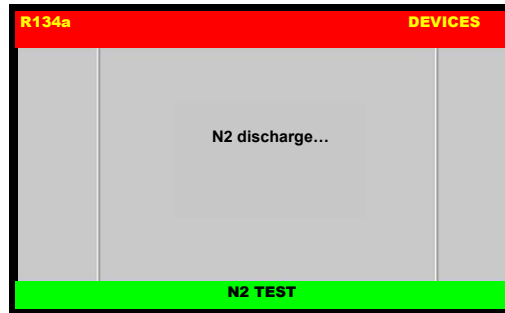 R134a DEVICES
N2 discharge…
N2 TEST